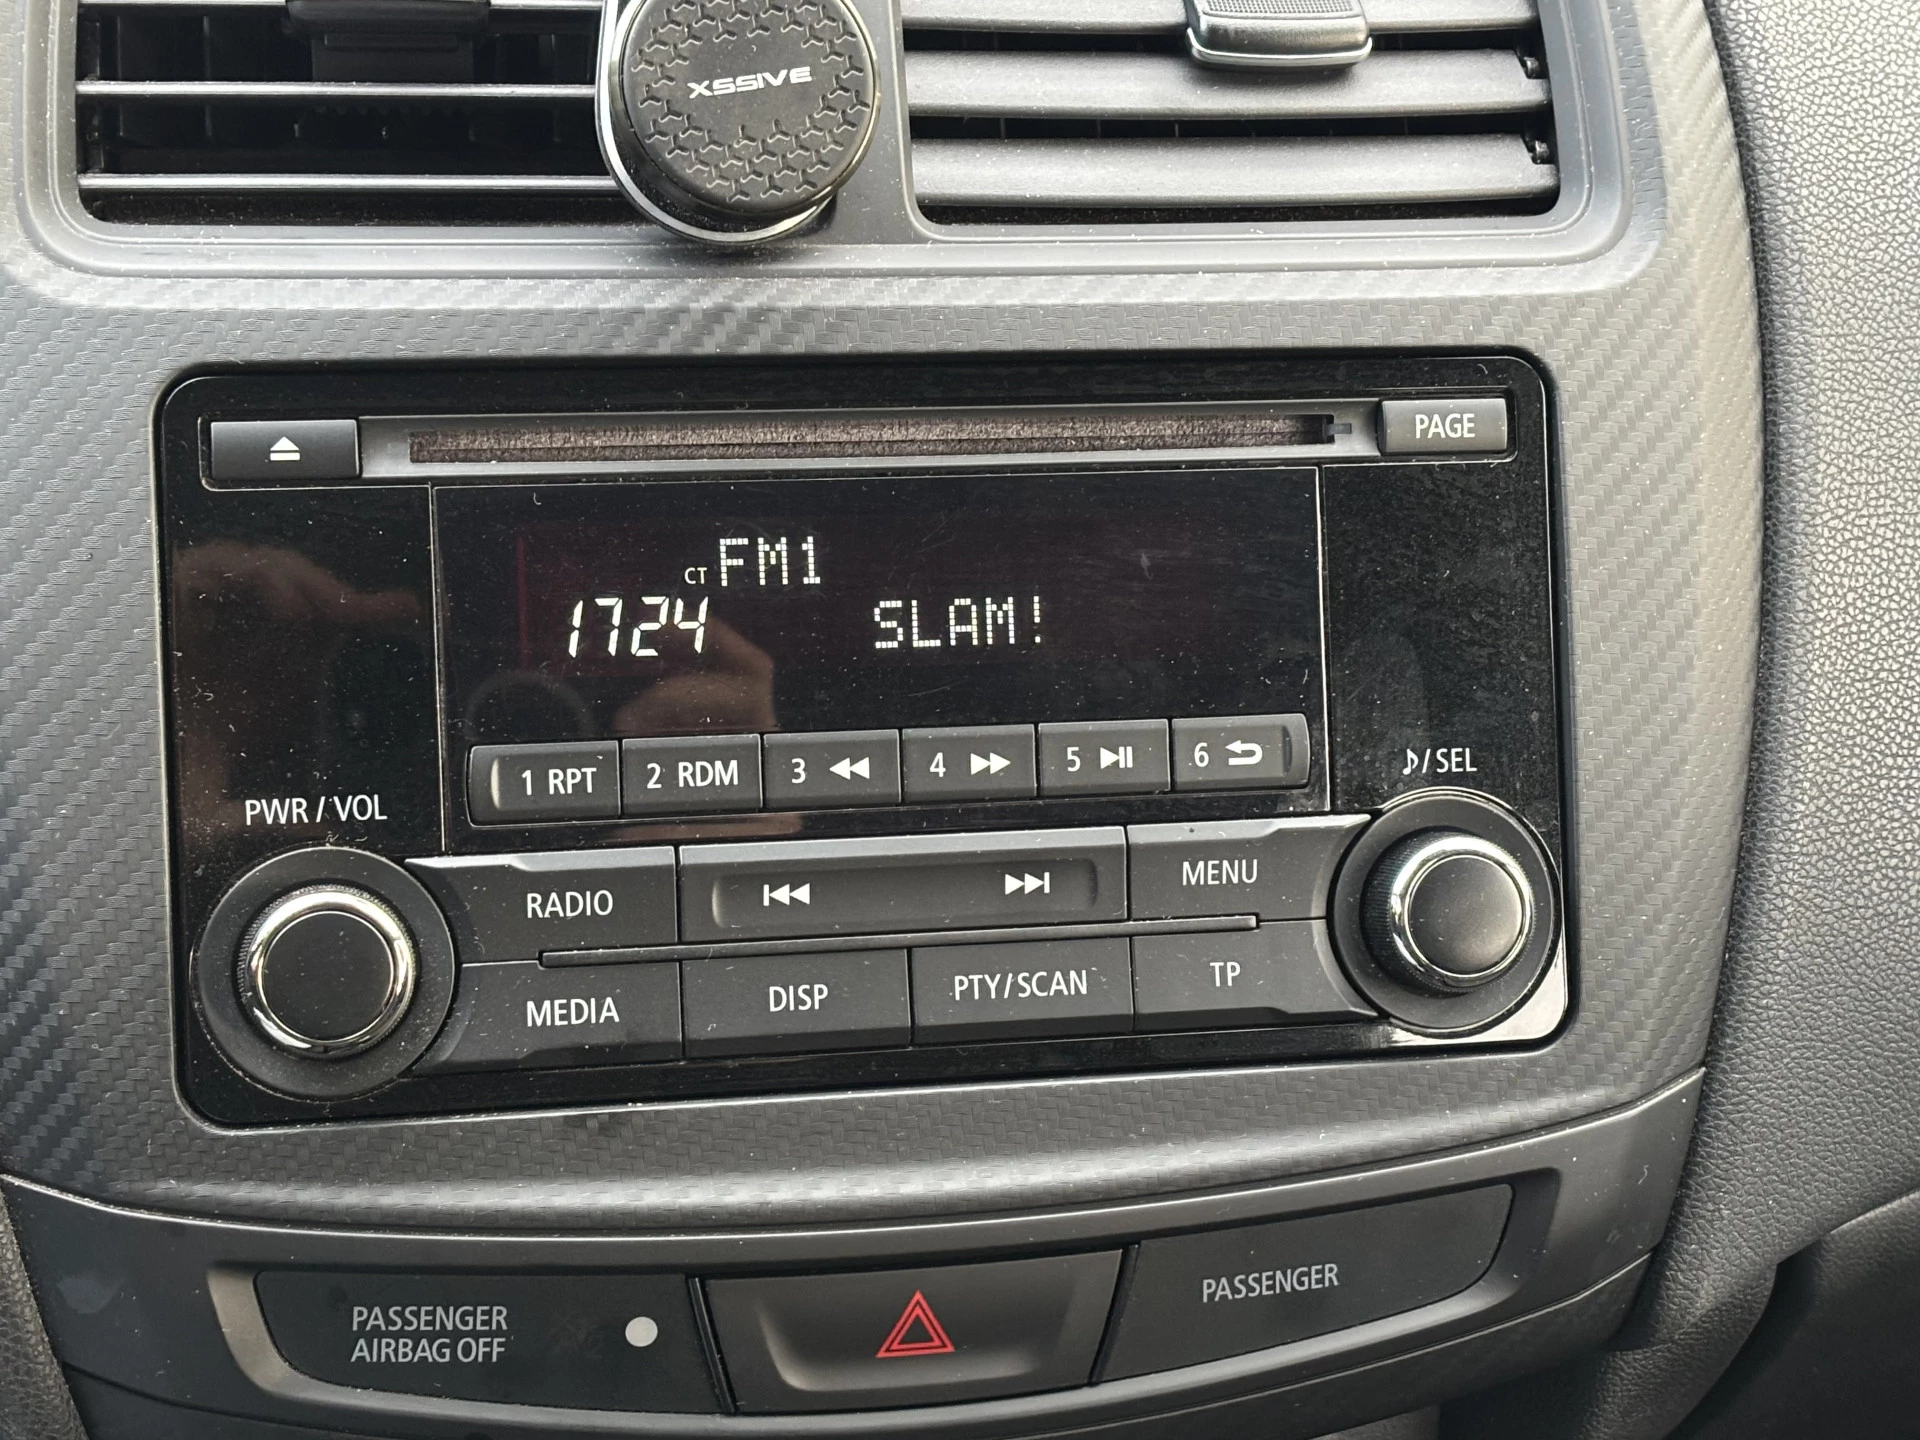 XSSIVE
PAGE
CT FM1
1724 SLAM!
1 RPT 2 RDM 3 4 5 6
PWR / VOL
♪/SEL
RADIO MENU
MEDIA DISP PTY/SCAN TP
PASSENGER
AIRBAG OFF
PASSENGER